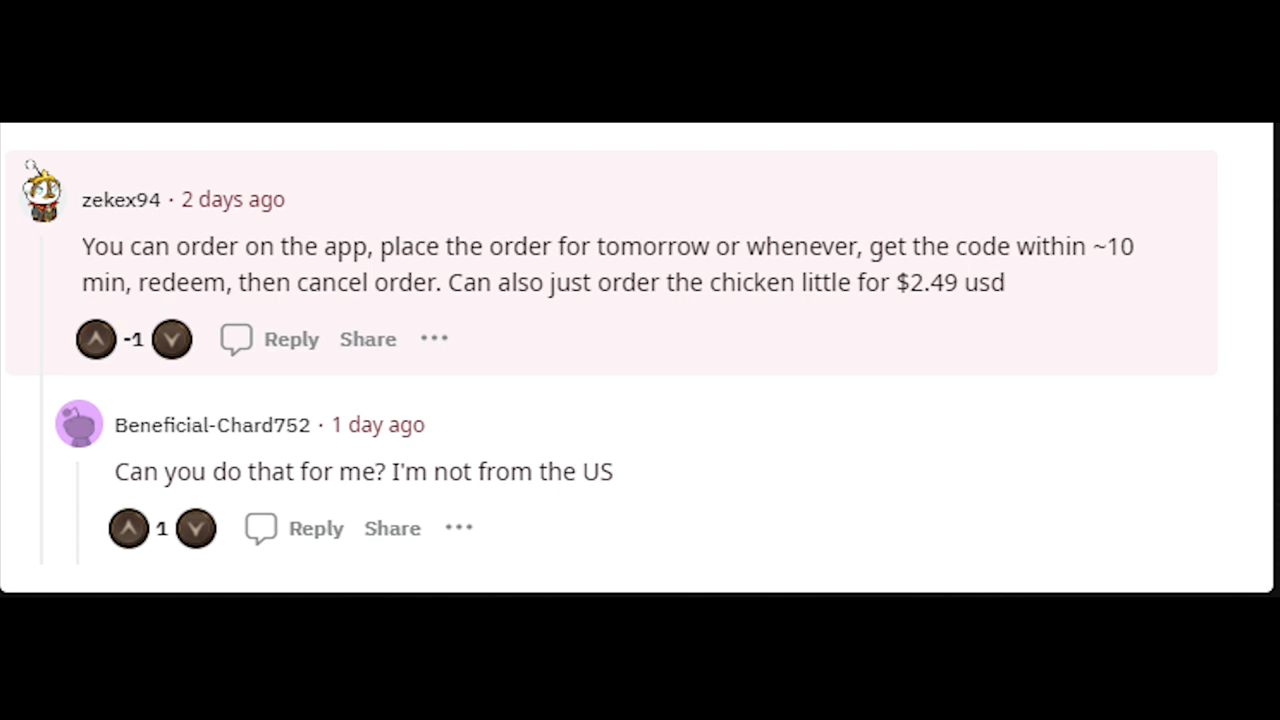 zekex94 · 2 days ago
You can order on the app, place the order for tomorrow or whenever, get the code within ~10
min, redeem, then cancel order. Can also just order the chicken little for $2.49 usd
-1 Reply Share ···
Beneficial-Chard752 · 1 day ago
Can you do that for me? I'm not from the US
1 Reply Share ···